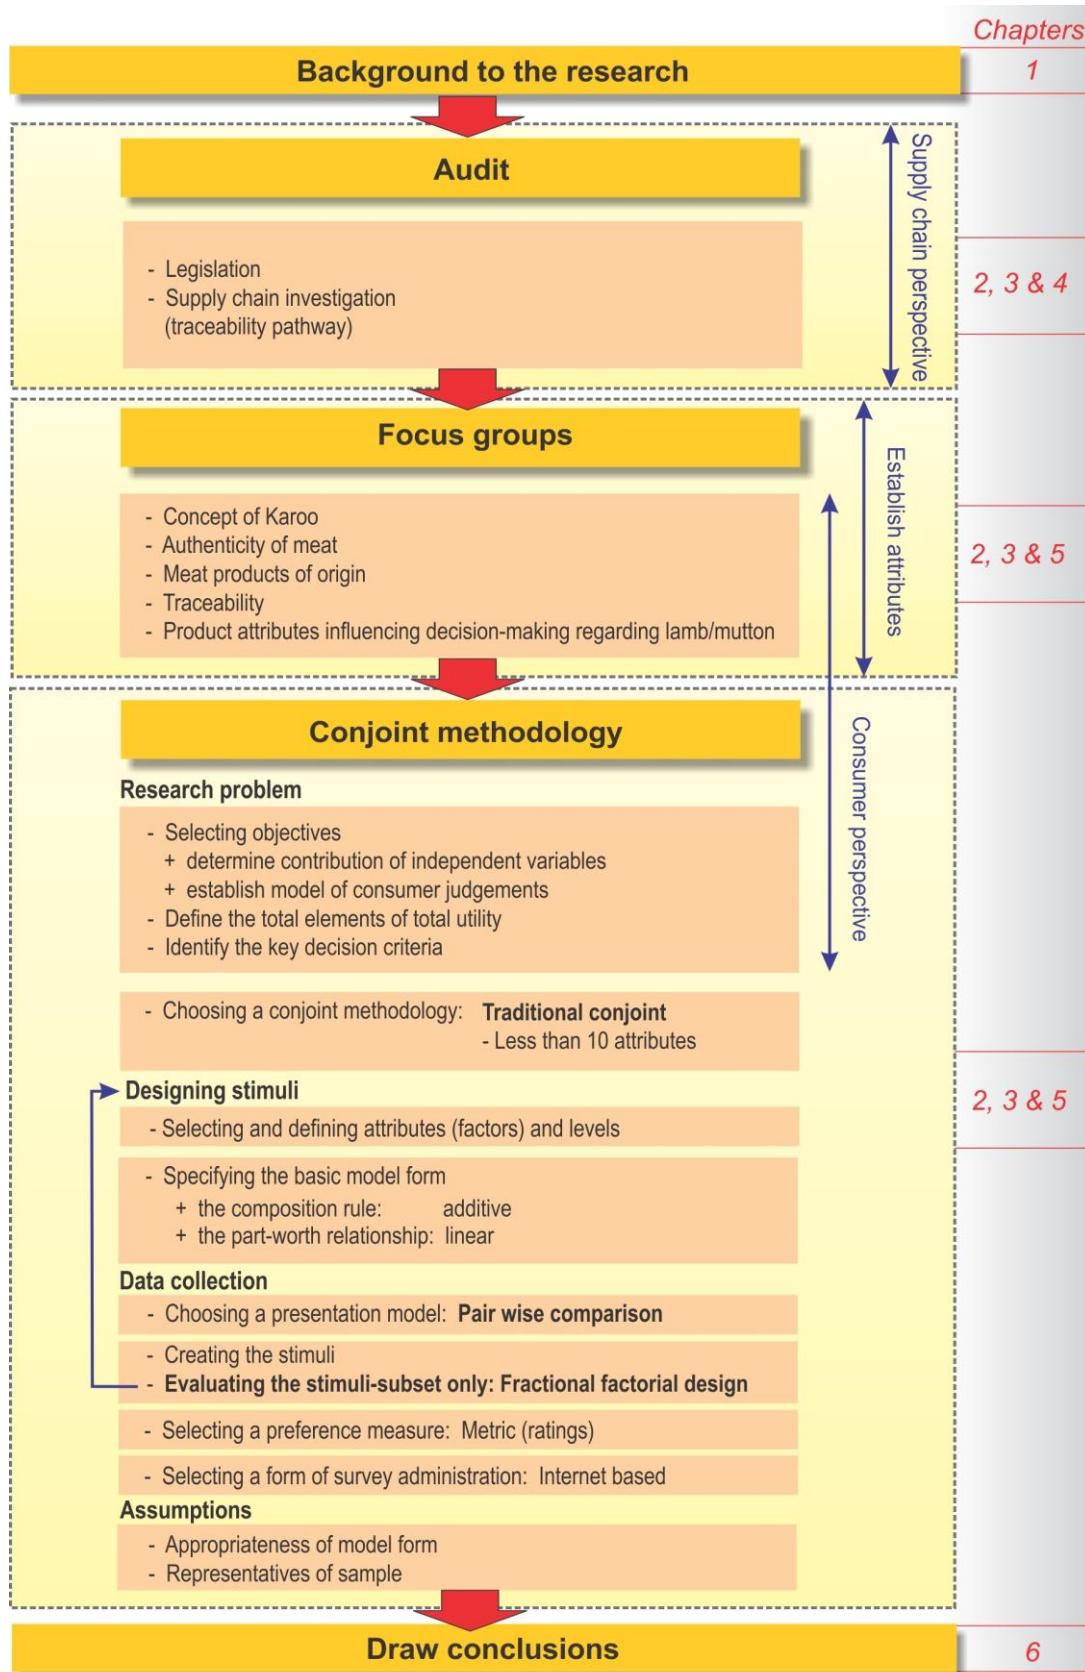 Chapters
Background to the research
1
Audit
- Legislation
- Supply chain investigation
(traceability pathway)
Supply chain perspective
2, 3 & 4
Focus groups
- Concept of Karoo
- Authenticity of meat
- Meat products of origin
- Traceability
- Product attributes influencing decision-making regarding lamb/mutton
Establish attributes
2, 3 & 5
Conjoint methodology
Consumer perspective
Research problem
- Selecting objectives
+ determine contribution of independent variables
+ establish model of consumer judgements
- Define the total elements of total utility
- Identify the key decision criteria
- Choosing a conjoint methodology: Traditional conjoint
- Less than 10 attributes
Designing stimuli
2, 3 & 5
- Selecting and defining attributes (factors) and levels
- Specifying the basic model form
+ the composition rule: additive
+ the part-worth relationship: linear
Data collection
- Choosing a presentation model: Pair wise comparison
- Creating the stimuli
- Evaluating the stimuli-subset only: Fractional factorial design
- Selecting a preference measure: Metric (ratings)
- Selecting a form of survey administration: Internet based
Assumptions
- Appropriateness of model form
- Representatives of sample
Draw conclusions
6